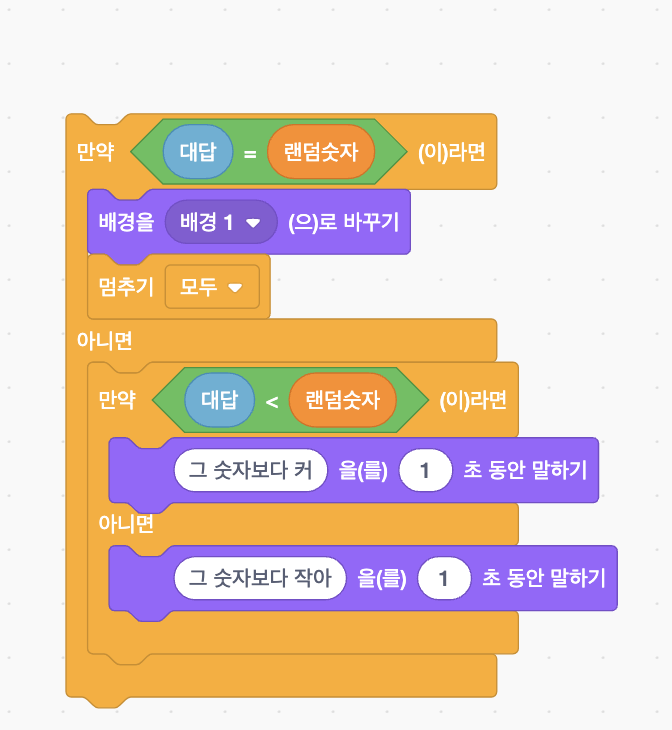 만약 대답 = 랜덤숫자 (이)라면
배경을 배경 1 (으)로 바꾸기
멈추기 모두
아니면
만약 대답 < 랜덤숫자 (이)라면
그 숫자보다 커 을(를) 1 초 동안 말하기
아니면
그 숫자보다 작아 을(를) 1 초 동안 말하기